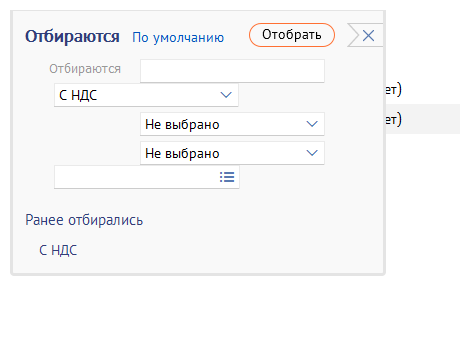 Отбираются По умолчанию Отобрать
Отбираются
ет)
С НДС
ет)
Не выбрано
Не выбрано
Ранее отбирались
С НДС